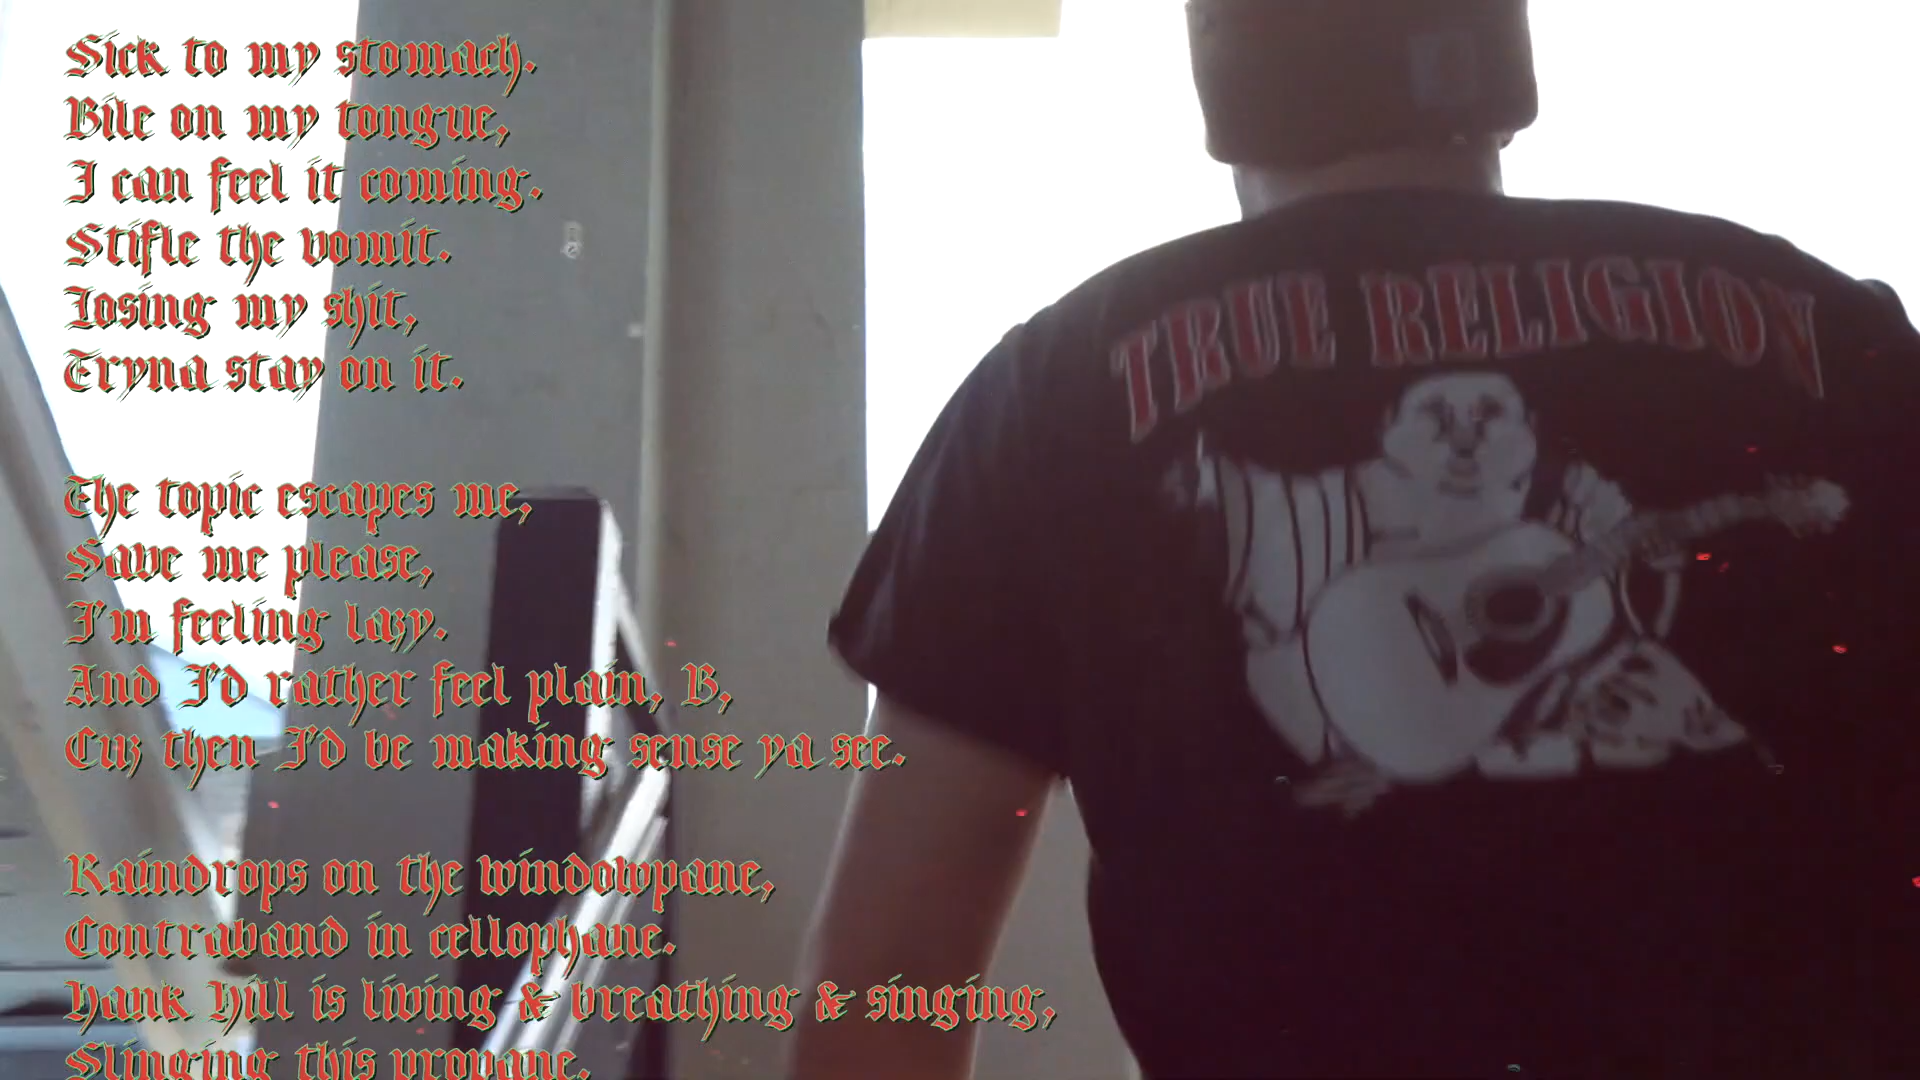 Sick to my stomach.
Bile on my tongue,
I can feel it coming.
Stifle the vomit.
Losing my shit,
Tryna stay on it.
The topic escapes me,
Save me please,
I'm feeling lazy.
And I'd rather feel plain, B,
Cuz then I'd be making sense ya see.
Raindrops on the windowpane,
Contraband in cellophane.
Hank Hill is living & breathing & singing,
Slinging this propane.
TRUE RELIGION